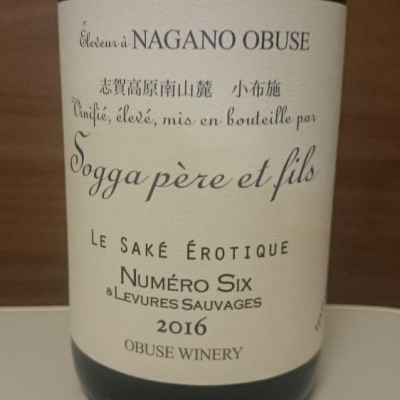 Éleveur à NAGANO OBUSE
志賀高原南山麓 小布施
Vinifié, élevé, mis en bouteille par
Sogga père et fils
LE SAKÉ ÉROTIQUE
NUMÉRO SIX
& LEVURES SAUVAGES
2016
OBUSE WINERY